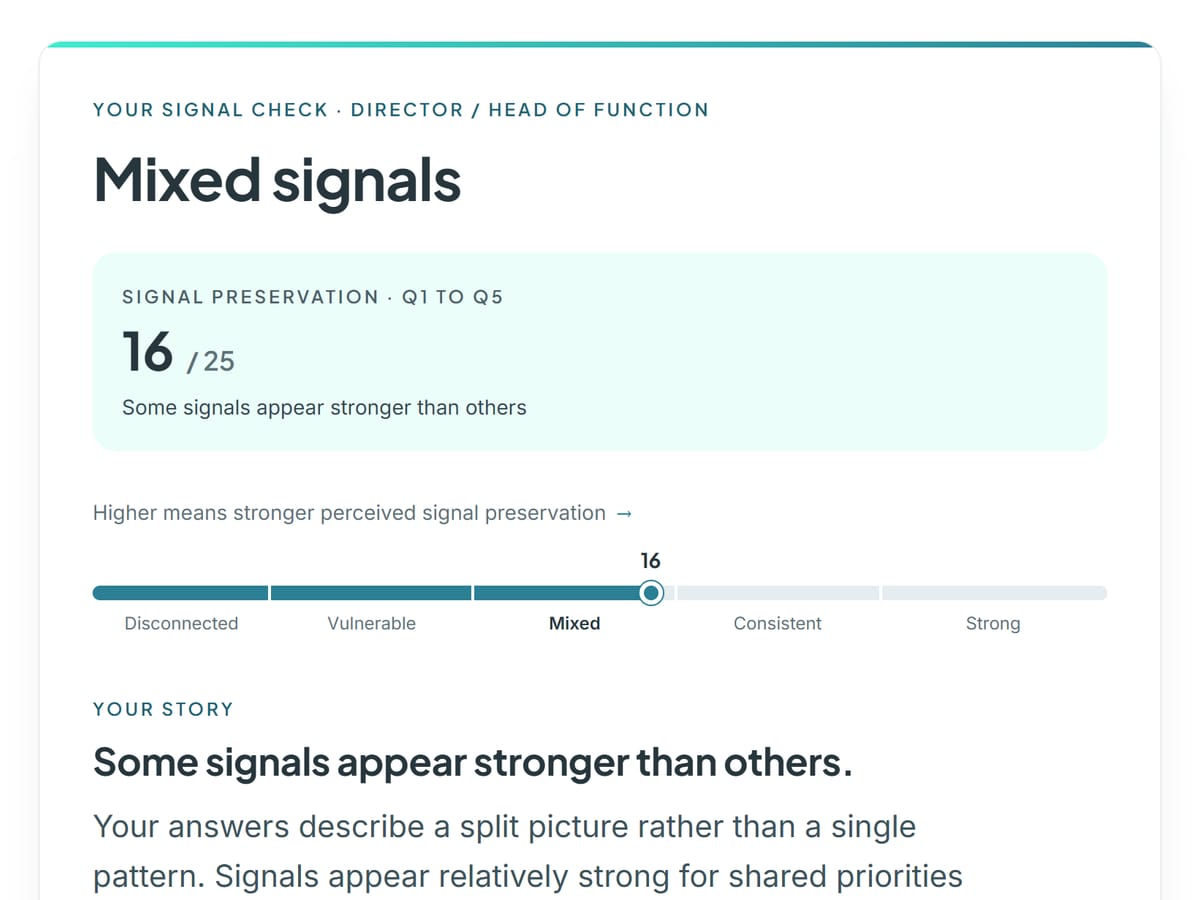 YOUR SIGNAL CHECK · DIRECTOR / HEAD OF FUNCTION
Mixed signals
SIGNAL PRESERVATION · Q1 TO Q5
16 / 25
Some signals appear stronger than others
Higher means stronger perceived signal preservation →
16
Disconnected Vulnerable Mixed Consistent Strong
YOUR STORY
Some signals appear stronger than others.
Your answers describe a split picture rather than a single
pattern. Signals appear relatively strong for shared priorities